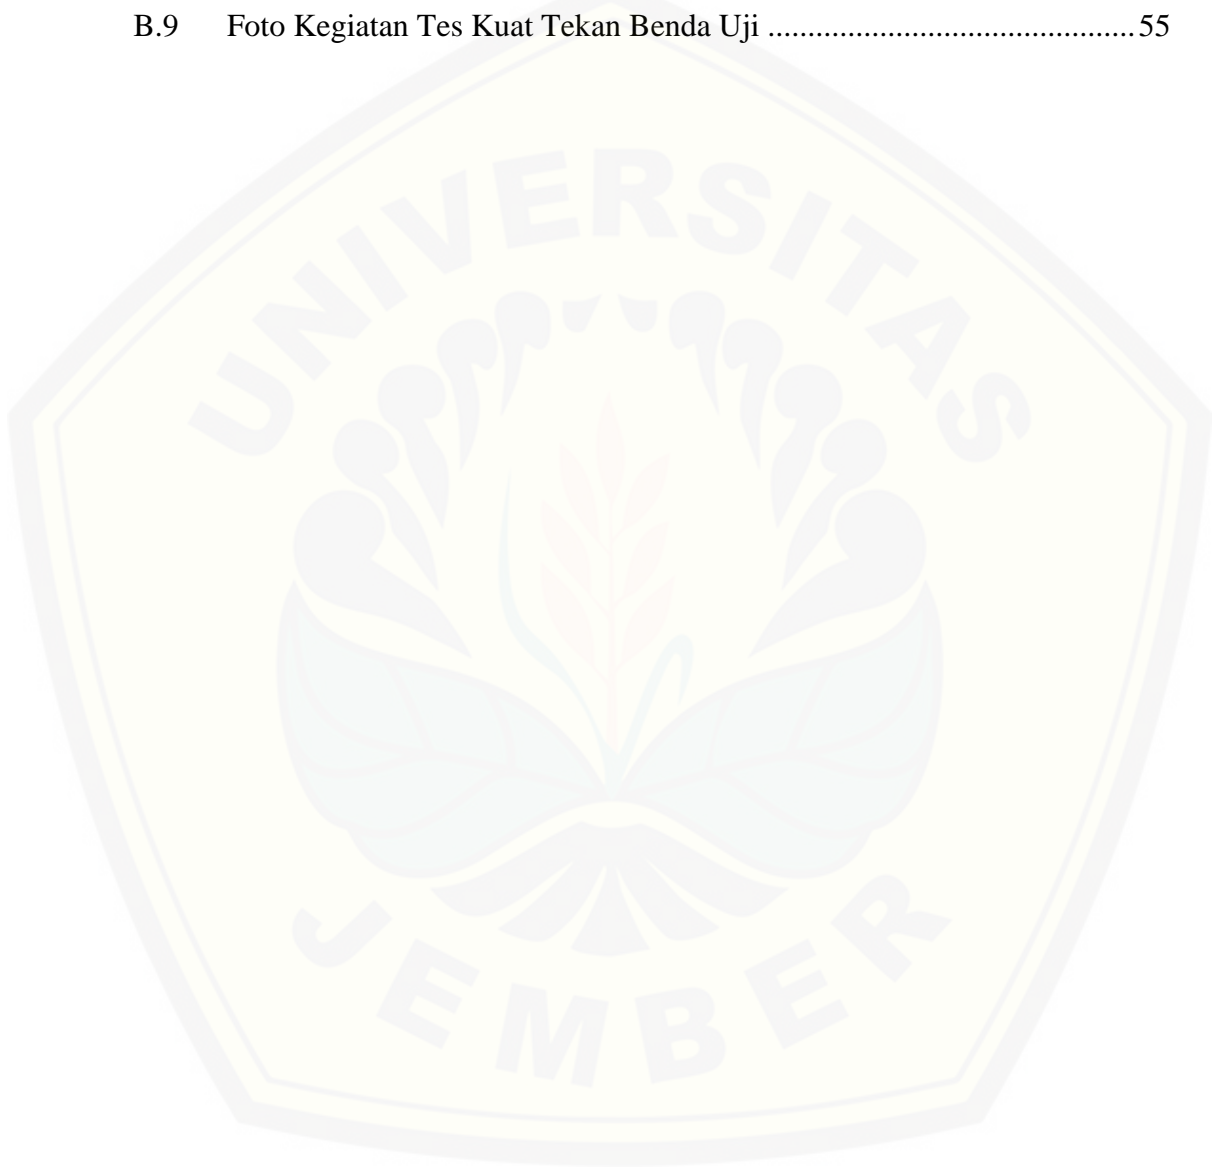 B.9 Foto Kegiatan Tes Kuat Tekan Benda Uji ............................................... 55
UNIVERSITAS
JEMBER